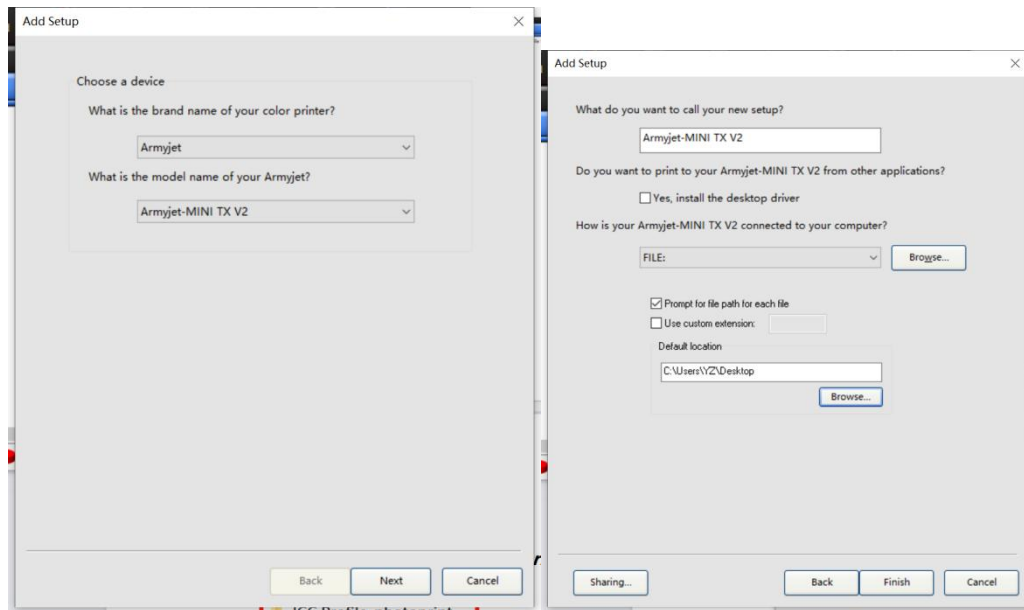 Add Setup
Choose a device
What is the brand name of your color printer?
Armyjet
What is the model name of your Armyjet?
Armyjet-MINI TX V2
Back
Next
Cancel
Add Setup
What do you want to call your new setup?
Armyjet-MINI TX V2
Do you want to print to your Armyjet-MINI TX V2 from other applications?
Yes, install the desktop driver
How is your Armyjet-MINI TX V2 connected to your computer?
FILE:
Browse...
Prompt for file path for each file
Use custom extension:
Default location
C:\Users\YZ\Desktop
Browse...
Sharing...
Back
Finish
Cancel